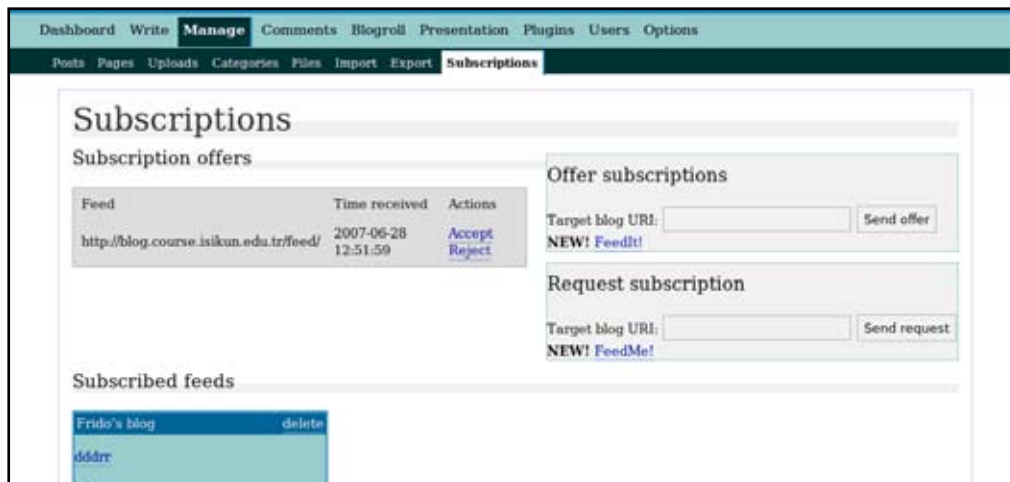 Dashboard Write Manage Comments Blogroll Presentation Plugins Users Options
Posts Pages Uploads Categories Files Import Export Subscriptions
Subscriptions
Subscription offers
Feed Time received Actions
http://blog.course.isikun.edu.tr/feed/ 2007-06-28 12:51:59 Accept Reject
Offer subscriptions
Target blog URI: Send offer
NEW! FeedIt!
Request subscription
Target blog URI: Send request
NEW! FeedMe!
Subscribed feeds
Frido's blog delete
dddrr